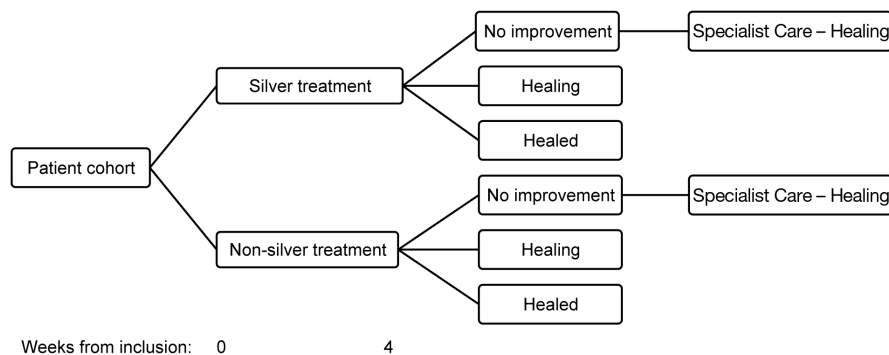 No improvement
Specialist Care – Healing
Silver treatment
Healing
Healed
Patient cohort
No improvement
Specialist Care – Healing
Non-silver treatment
Healing
Healed
Weeks from inclusion: 0 4